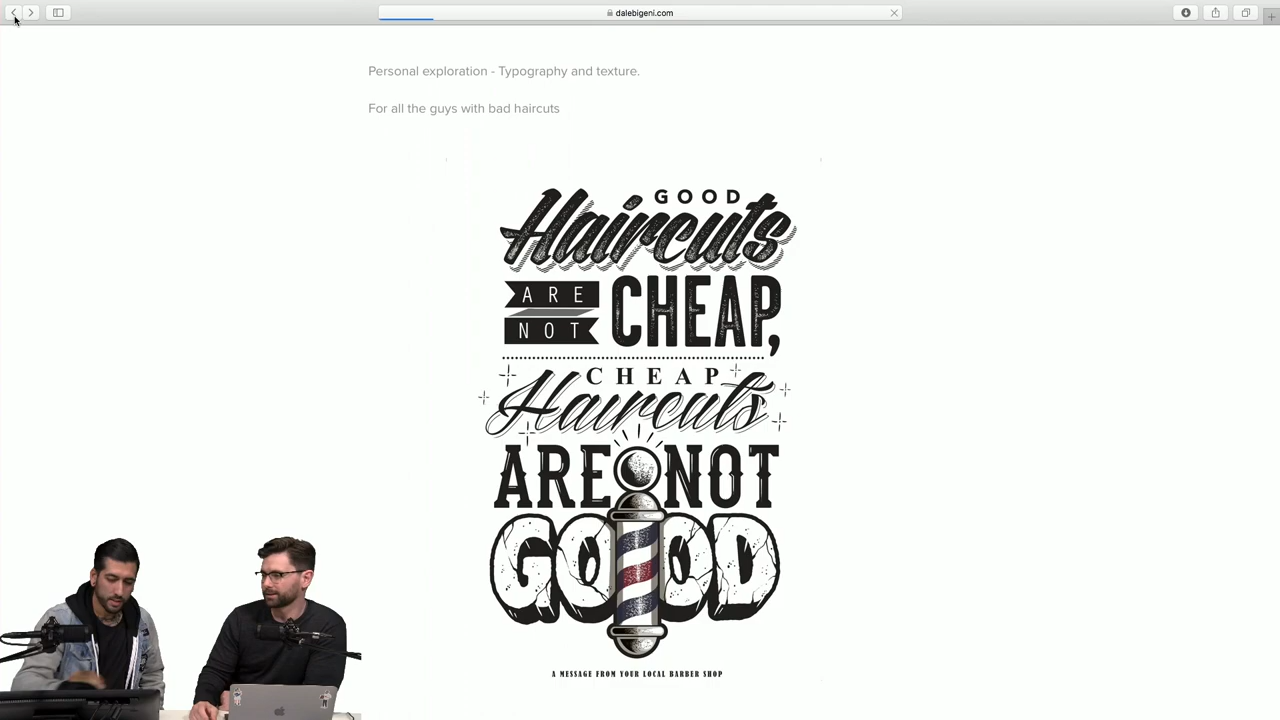 dalebigeni.com
Personal exploration - Typography and texture.
For all the guys with bad haircuts
GOOD
Haircuts
ARE
NOT
CHEAP,
CHEAP
Haircuts
ARE NOT
GOOD
A MESSAGE FROM YOUR LOCAL BARBER SHOP